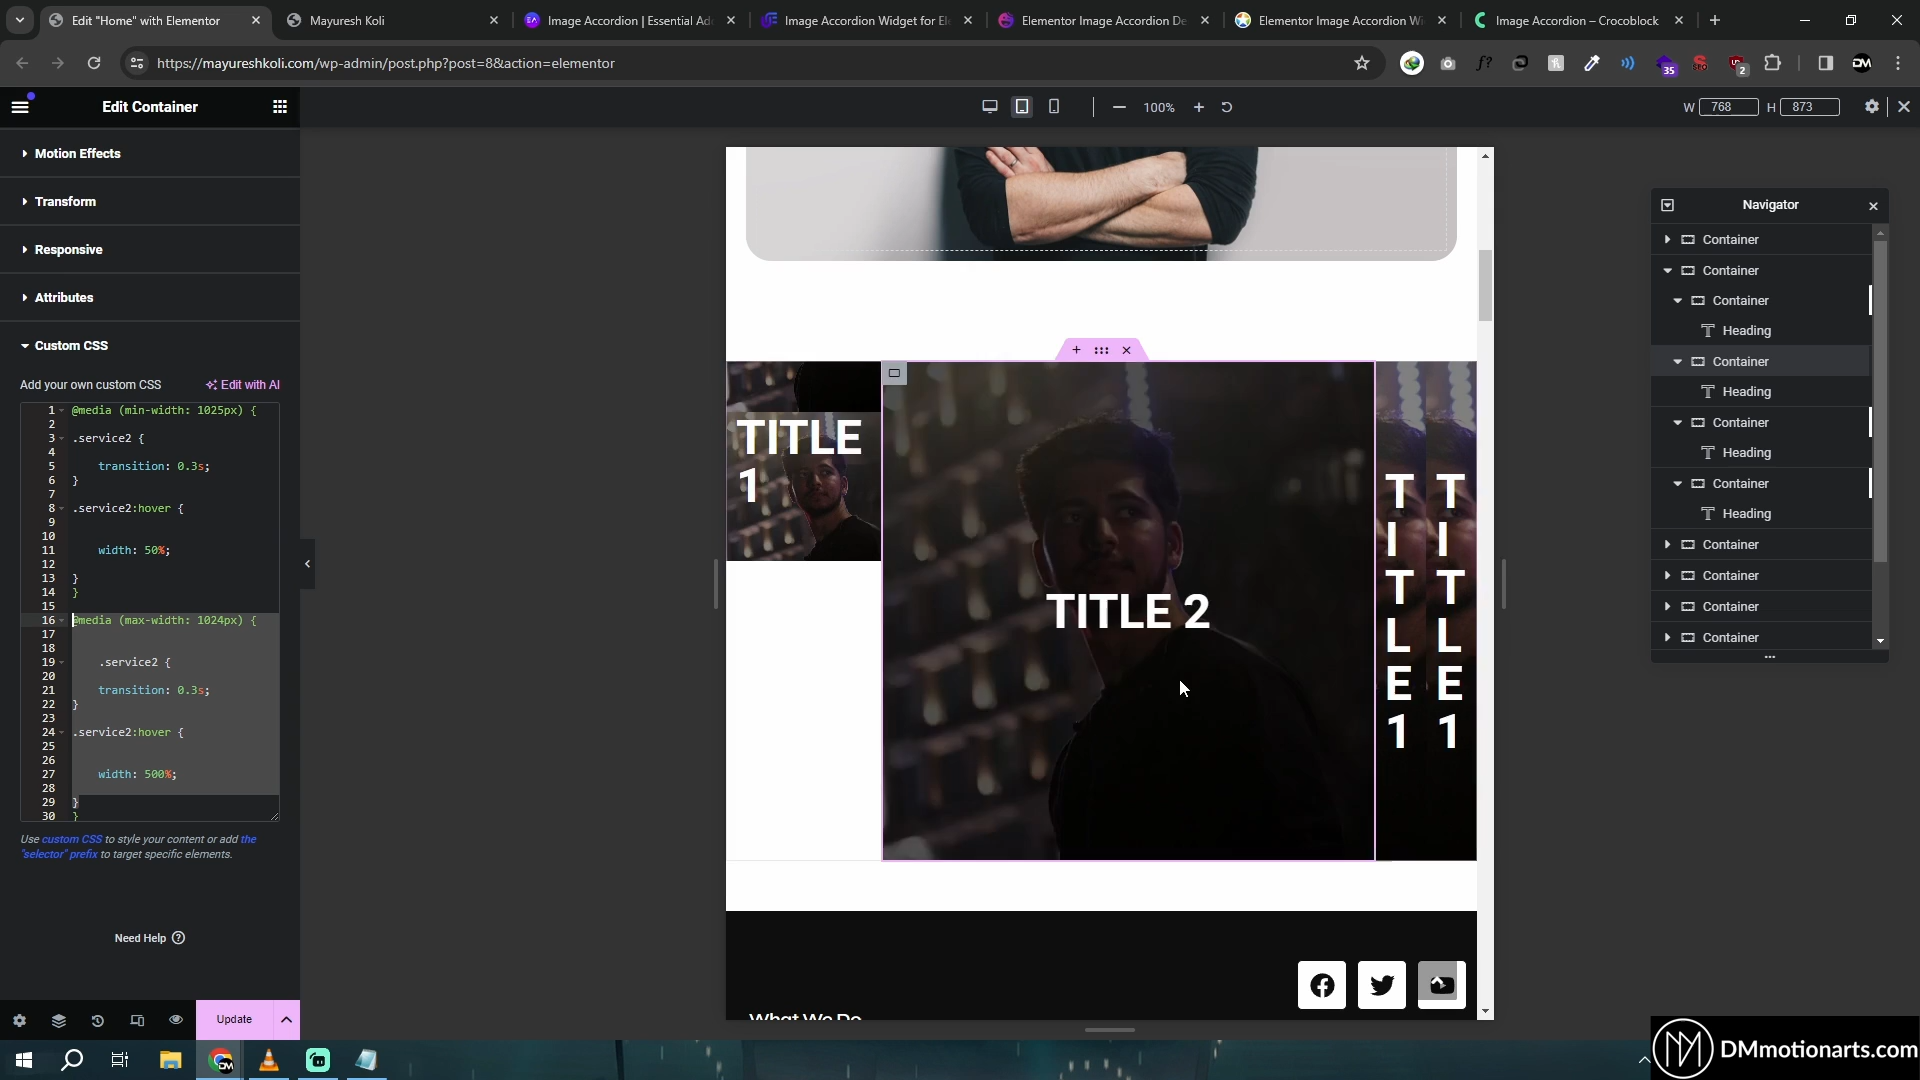 Edit "Home" with Elementor
Mayuresh Koli
Image Accordion | Essential Ad
Image Accordion Widget for El
Elementor Image Accordion De
Elementor Image Accordion Wi
Image Accordion – Crocoblock
https://mayureshkoli.com/wp-admin/post.php?post=8&action=elementor
f?
35
2
DM
Edit Container
100%
W 768 H 873
Motion Effects
Transform
Responsive
Attributes
Custom CSS
Add your own custom CSS
Edit with AI
1 @media (min-width: 1025px) {
2
3 .service2 {
4
5 transition: 0.3s;
6 }
7
8 .service2:hover {
9
10
11 width: 50%;
12
13 }
14 }
15
16 @media (max-width: 1024px) {
17
18
19 .service2 {
20
21 transition: 0.3s;
22 }
23
24 .service2:hover {
25
26
27 width: 500%;
28
29 }
30 }
Use custom CSS to style your content or add the
"selector" prefix to target specific elements.
Need Help
Update
TITLE
1
TITLE 2
T
I
T
L
E
1
T
I
T
L
E
1
What We Do
Navigator
Container
Container
Container
Heading
Container
Heading
Container
Heading
Container
Heading
Container
Container
Container
Container
DMmotionarts.com